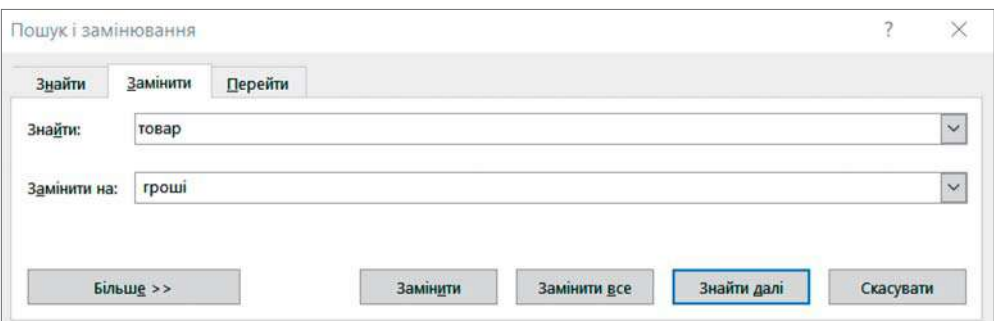 Пошук і замінювання ?
Знайти Замінити Перейти
Знайти: товар
Замінити на: гроші
Більше >> Замінити Замінити все Знайти далі Скасувати